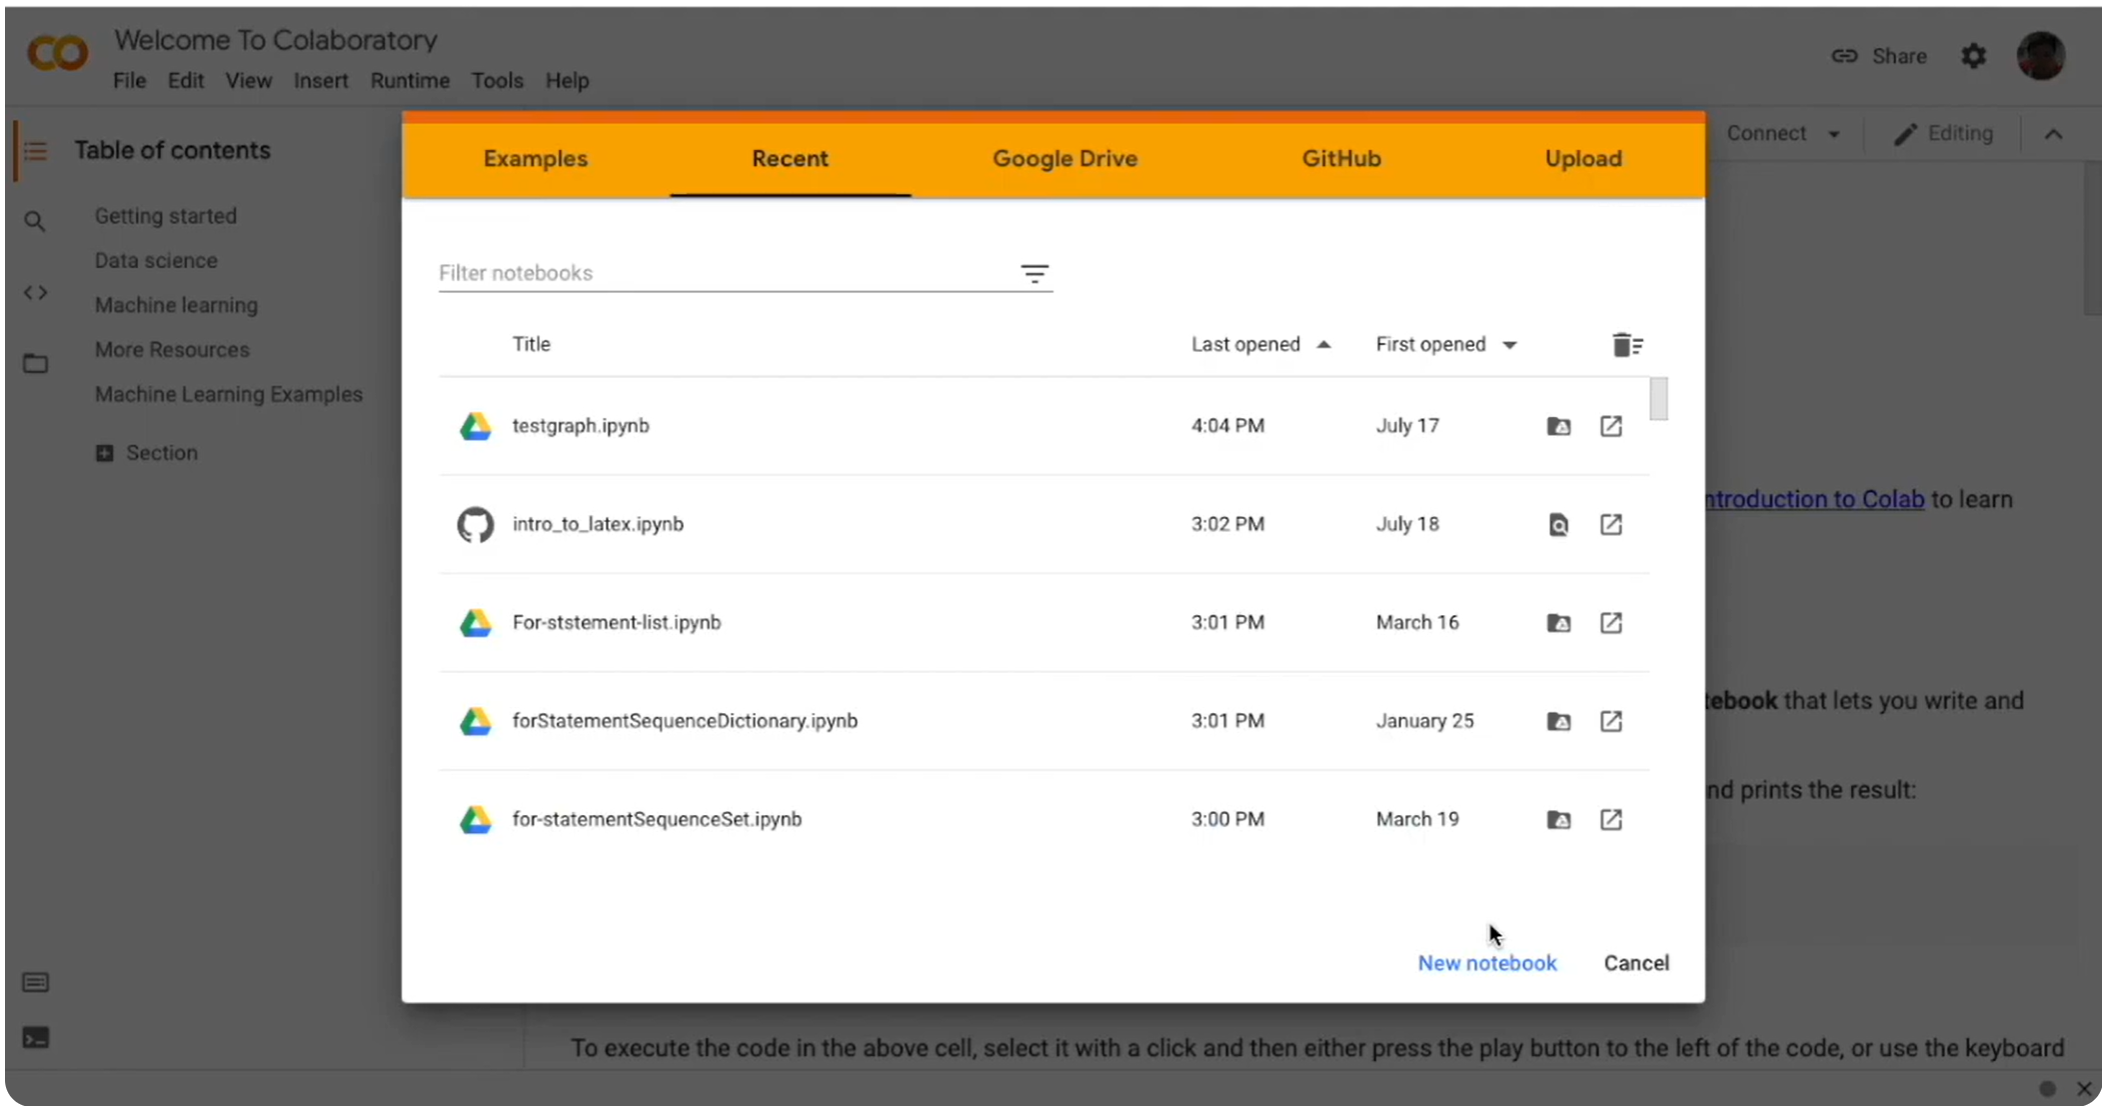 Welcome To Colaboratory
File Edit View Insert Runtime Tools Help
Share
Table of contents
Getting started
Data science
Machine learning
More Resources
Machine Learning Examples
Section
Connect
Editing
Examples Recent Google Drive GitHub Upload
Filter notebooks
Title Last opened First opened
testgraph.ipynb 4:04 PM July 17
intro_to_latex.ipynb 3:02 PM July 18
For-ststement-list.ipynb 3:01 PM March 16
forStatementSequenceDictionary.ipynb 3:01 PM January 25
for-statementSequenceSet.ipynb 3:00 PM March 19
New notebook Cancel
ntroduction to Colab to learn
tebook that lets you write and
nd prints the result:
To execute the code in the above cell, select it with a click and then either press the play button to the left of the code, or use the keyboard